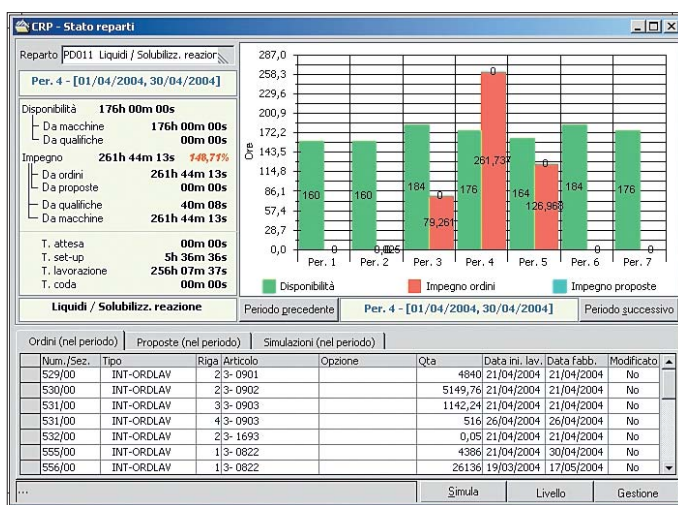 CRP - Stato reparti
Reparto PD011 Liquidi / Solubilizz. reazion
Per. 4 - [01/04/2004, 30/04/2004]
Disponibilità 176h 00m 00s
Da macchine 176h 00m 00s
Da qualifiche 00m 00s
Impegno 261h 44m 13s 148,71%
Da ordini 261h 44m 13s
Da proposte 00m 00s
Da qualifiche 40m 08s
Da macchine 261h 44m 13s
T. attesa 00m 00s
T. set-up 5h 36m 36s
T. lavorazione 256h 07m 37s
T. coda 00m 00s
Liquidi / Solubilizz. reazione
Ore
287,0
258,3
229,6
200,9
172,2
143,5
114,8
86,1
57,4
28,7
0,0
160 0
160 0
184 79,261 0
176 261,737 0
164 126,968 0
184 0 0
176 0 0
Per. 1 Per. 2 Per. 3 Per. 4 Per. 5 Per. 6 Per. 7
Disponibilità Impegno ordini Impegno proposte
Periodo precedente Per. 4 - [01/04/2004, 30/04/2004] Periodo successivo
Ordini (nel periodo) Proposte (nel periodo) Simulazioni (nel periodo)
Num./Sez. Tipo Riga Articolo Opzione Qta Data ini. lav. Data fabb. Modificato
529/00 INT-ORDLAV 2 3- 0901 4840 21/04/2004 21/04/2004 No
530/00 INT-ORDLAV 2 3- 0902 5149,76 21/04/2004 21/04/2004 No
531/00 INT-ORDLAV 3 3- 0903 1142,24 21/04/2004 21/04/2004 No
531/00 INT-ORDLAV 4 3- 0903 516 26/04/2004 26/04/2004 No
532/00 INT-ORDLAV 2 3- 1693 0,05 21/04/2004 21/04/2004 No
555/00 INT-ORDLAV 1 3- 0822 4386 21/04/2004 30/04/2004 No
556/00 INT-ORDLAV 1 3- 0822 26136 19/03/2004 17/05/2004 No
... Simula Livello Gestione